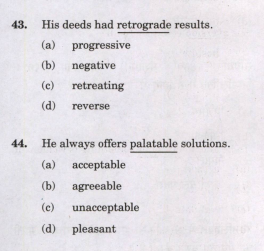 43. His deeds had retrograde results.
(a) progressive
(b) negative
(c) retreating
(d) reverse
44. He always offers palatable solutions.
(a) acceptable
(b) agreeable
(c) unacceptable
(d) pleasant